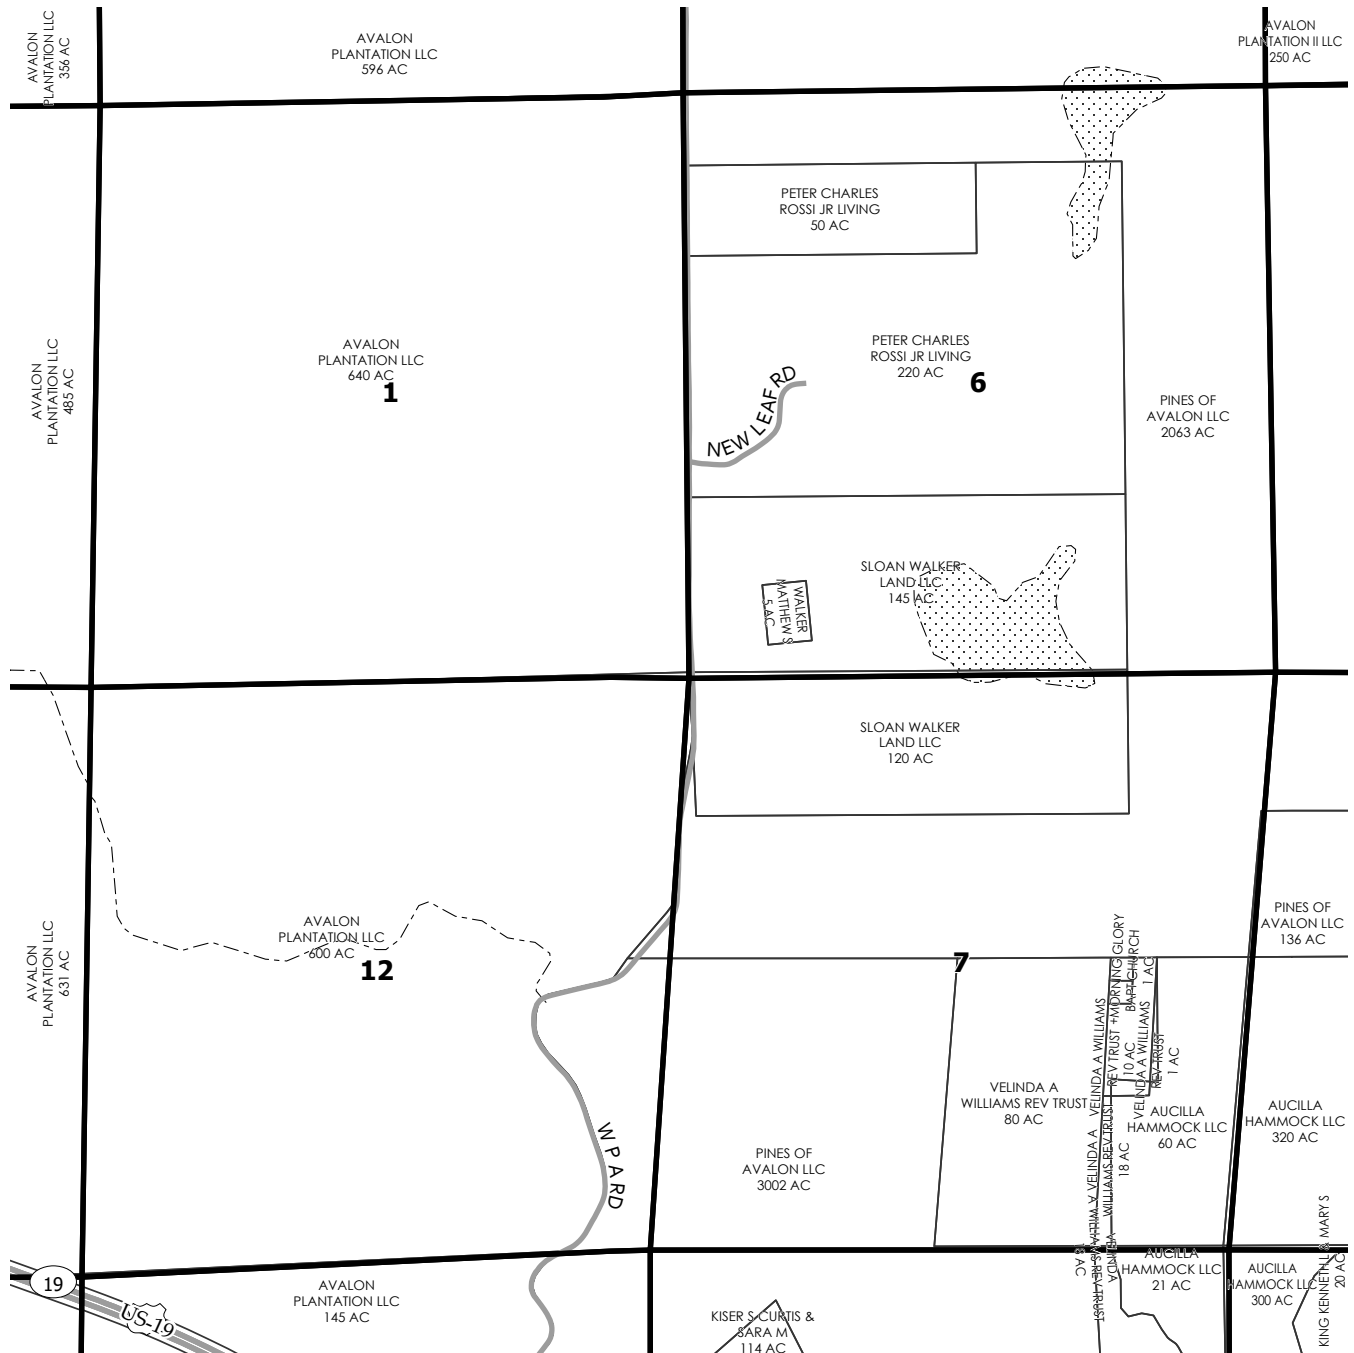 AVALON
PLANTATION LLC
356 AC
AVALON
PLANTATION LLC
596 AC
AVALON
PLANTATION II LLC
250 AC
PETER CHARLES
ROSSI JR LIVING
50 AC
AVALON
PLANTATION LLC
485 AC
AVALON
PLANTATION LLC
640 AC
1
PETER CHARLES
ROSSI JR LIVING
220 AC
6
NEW LEAF RD
PINES OF
AVALON LLC
2063 AC
SLOAN WALKER
LAND LLC
145 AC
WALKER
MATTHEW S
5 AC
SLOAN WALKER
LAND LLC
120 AC
AVALON
PLANTATION LLC
631 AC
AVALON
PLANTATION LLC
600 AC
12
7
PINES OF
AVALON LLC
136 AC
MORNING GLORY
BAPT CHURCH
1 AC
VELINDA A WILLIAMS
REV TRUST
10 AC
VELINDA A WILLIAMS
REV TRUST
1 AC
VELINDA A
WILLIAMS REV TRUST
80 AC
VELINDA A
WILLIAMS REV TRUST
18 AC
VELINDA A
WILLIAMS REV TRUST
18 AC
VELINDA
AUCILLA
HAMMOCK LLC
60 AC
AUCILLA
HAMMOCK LLC
320 AC
W P A RD
PINES OF
AVALON LLC
3002 AC
19
US-19
AVALON
PLANTATION LLC
145 AC
KISER S CURTIS &
SARA M
114 AC
AUCILLA
HAMMOCK LLC
21 AC
AUCILLA
HAMMOCK LLC
300 AC
KING KENNETH L & MARY S
20 AC